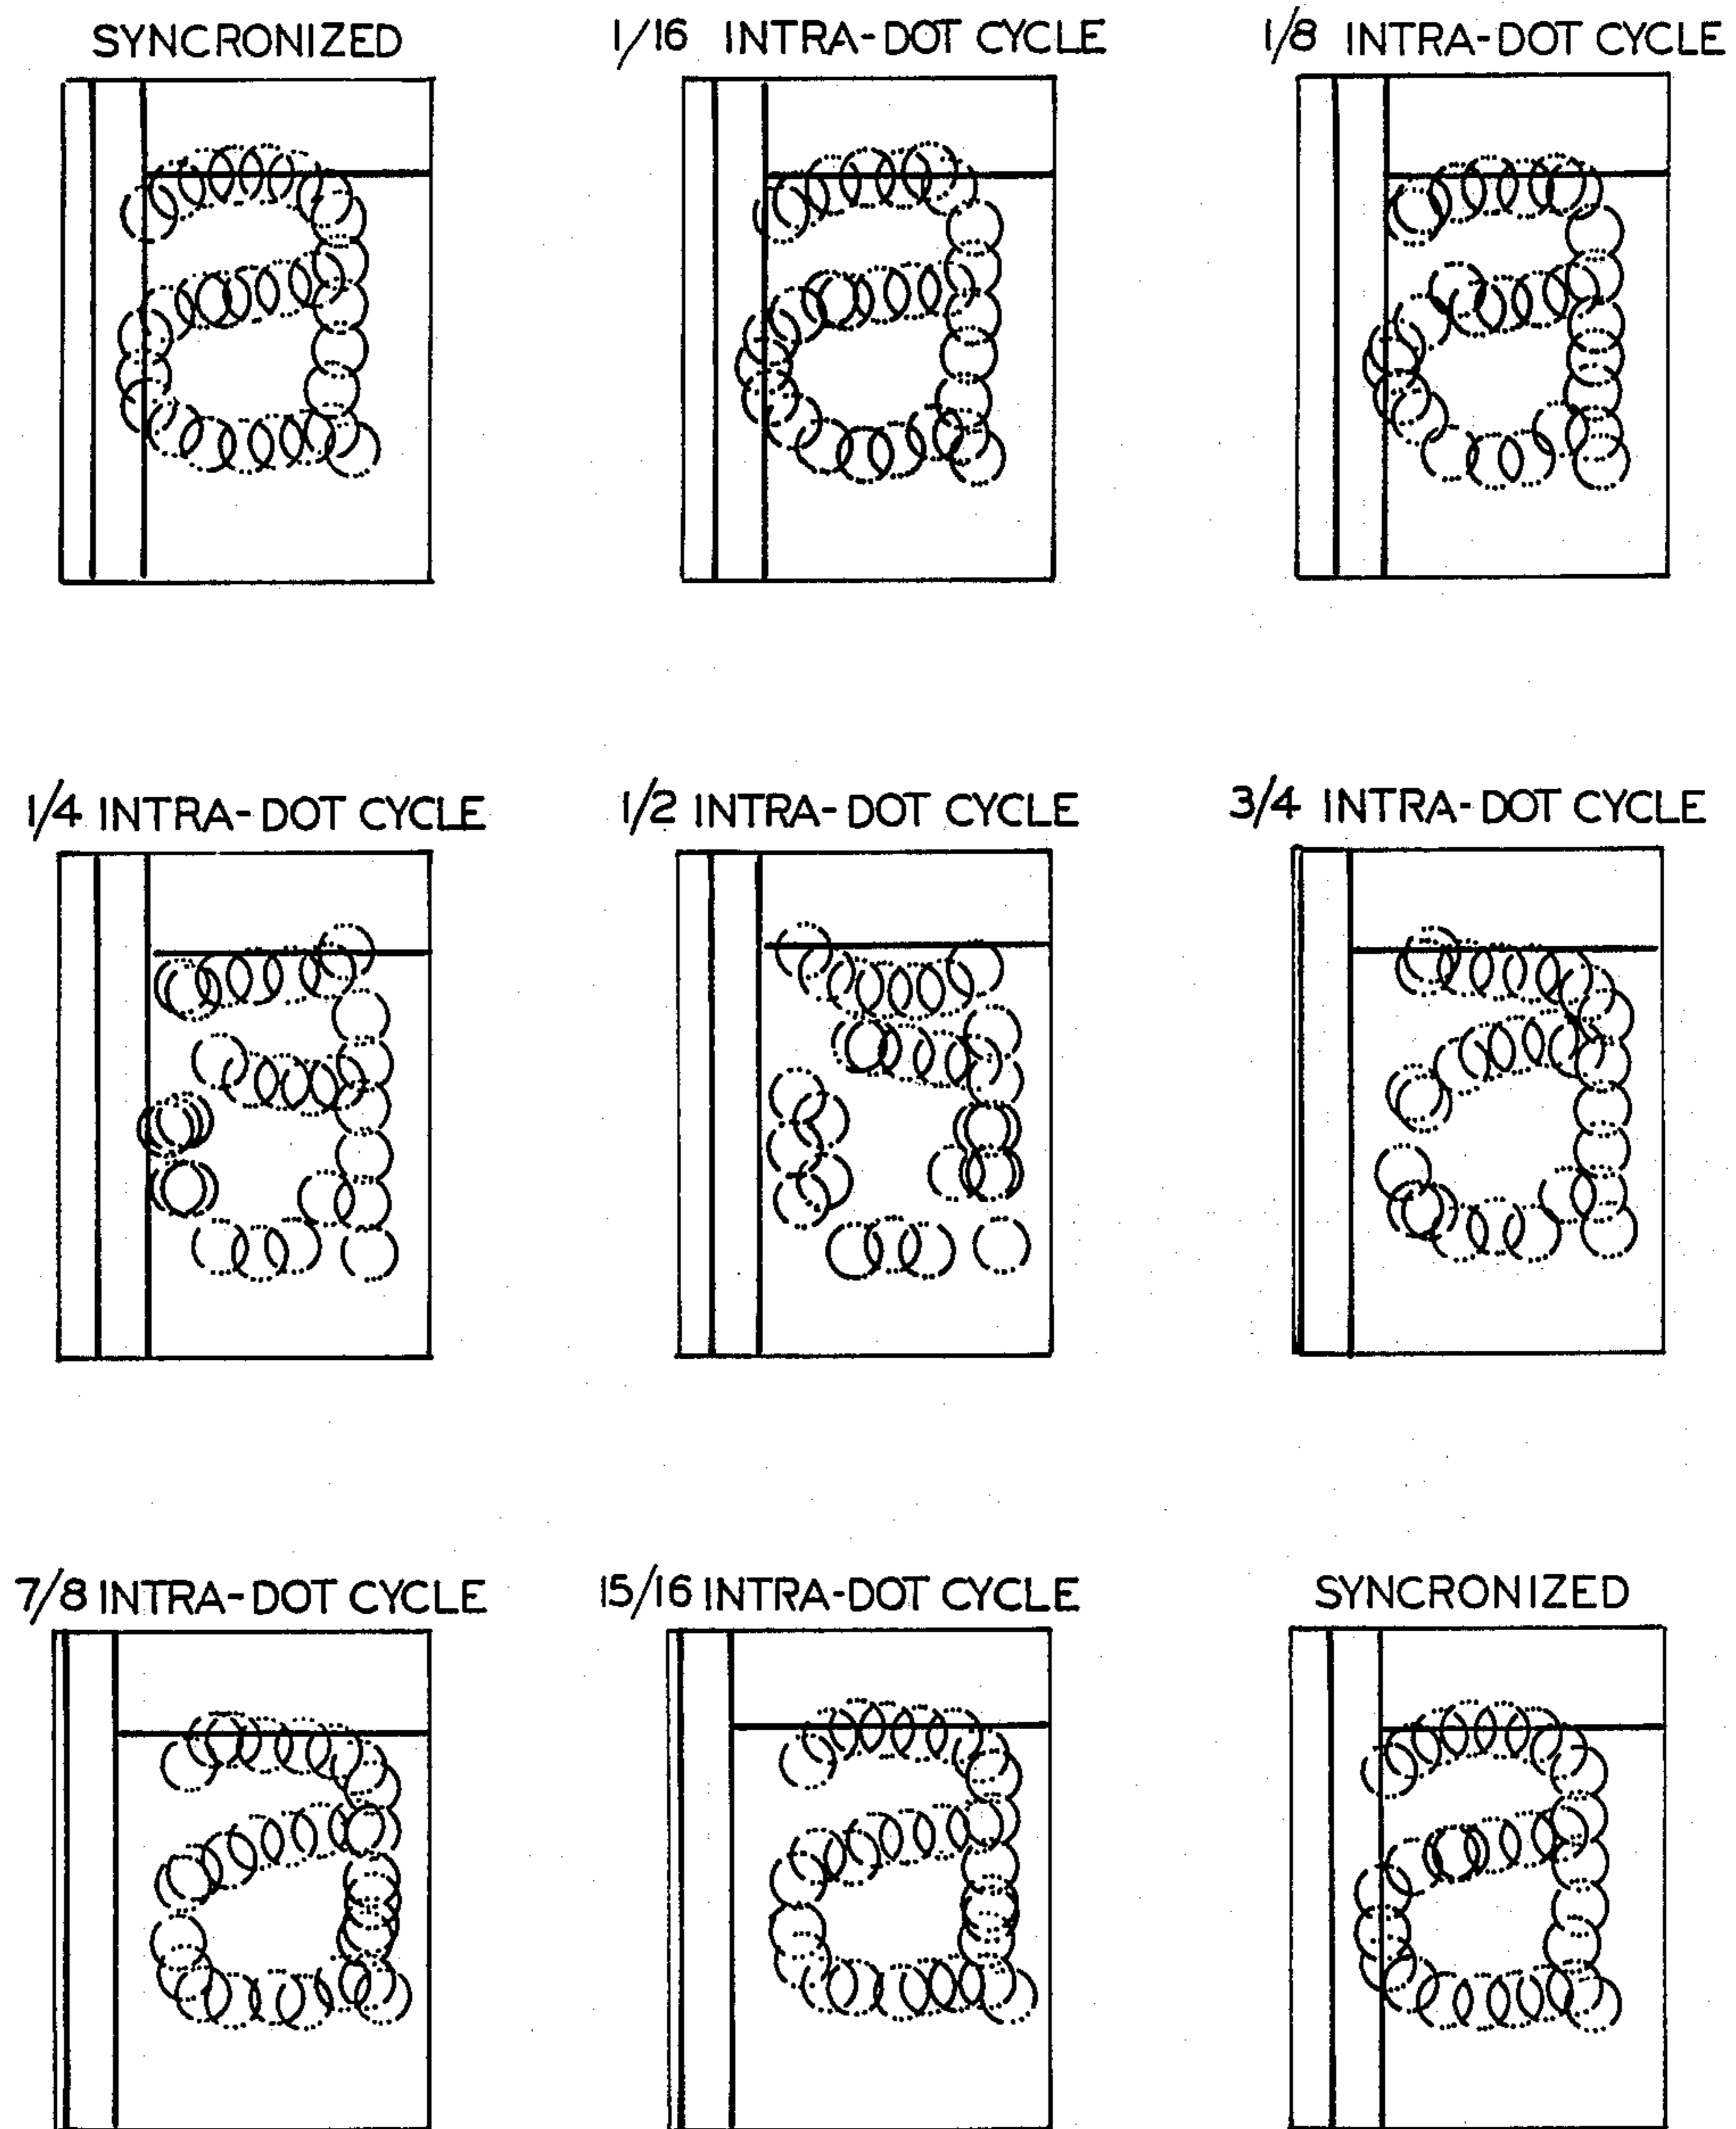 SYNCRONIZED
1/16 INTRA-DOT CYCLE
1/8 INTRA-DOT CYCLE
1/4 INTRA-DOT CYCLE
1/2 INTRA-DOT CYCLE
3/4 INTRA-DOT CYCLE
7/8 INTRA-DOT CYCLE
15/16 INTRA-DOT CYCLE
SYNCRONIZED